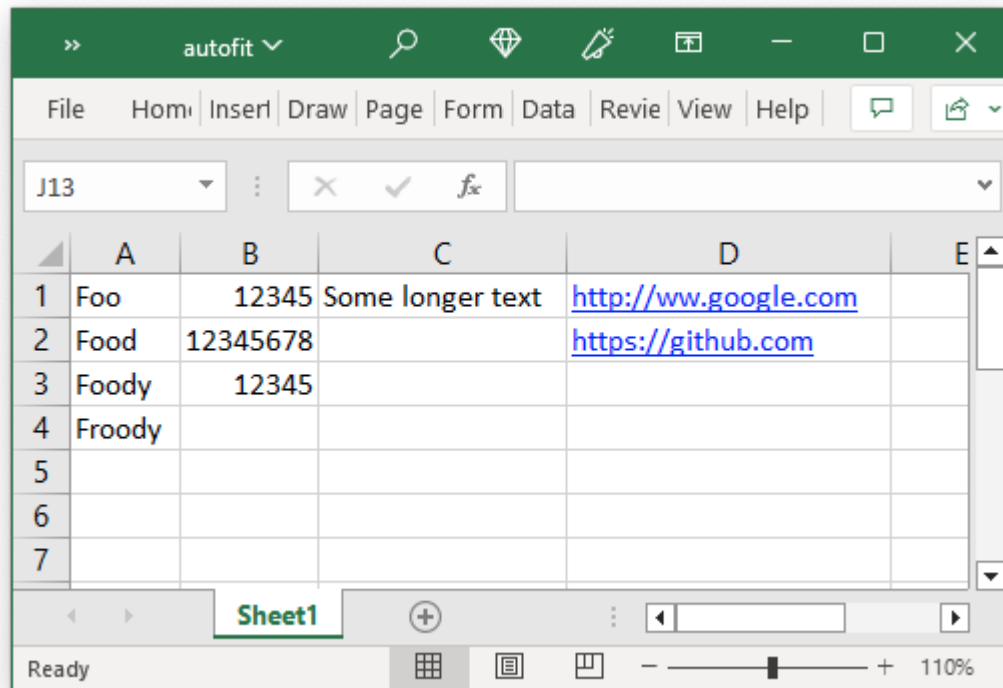 » autofit
File Hom Insert Draw Page Form Data Revie View Help
J13 fx
A B C D E
1 Foo 12345 Some longer text http://ww.google.com
2 Food 12345678 https://github.com
3 Foody 12345
4 Froody
5
6
7
Sheet1
Ready 110%